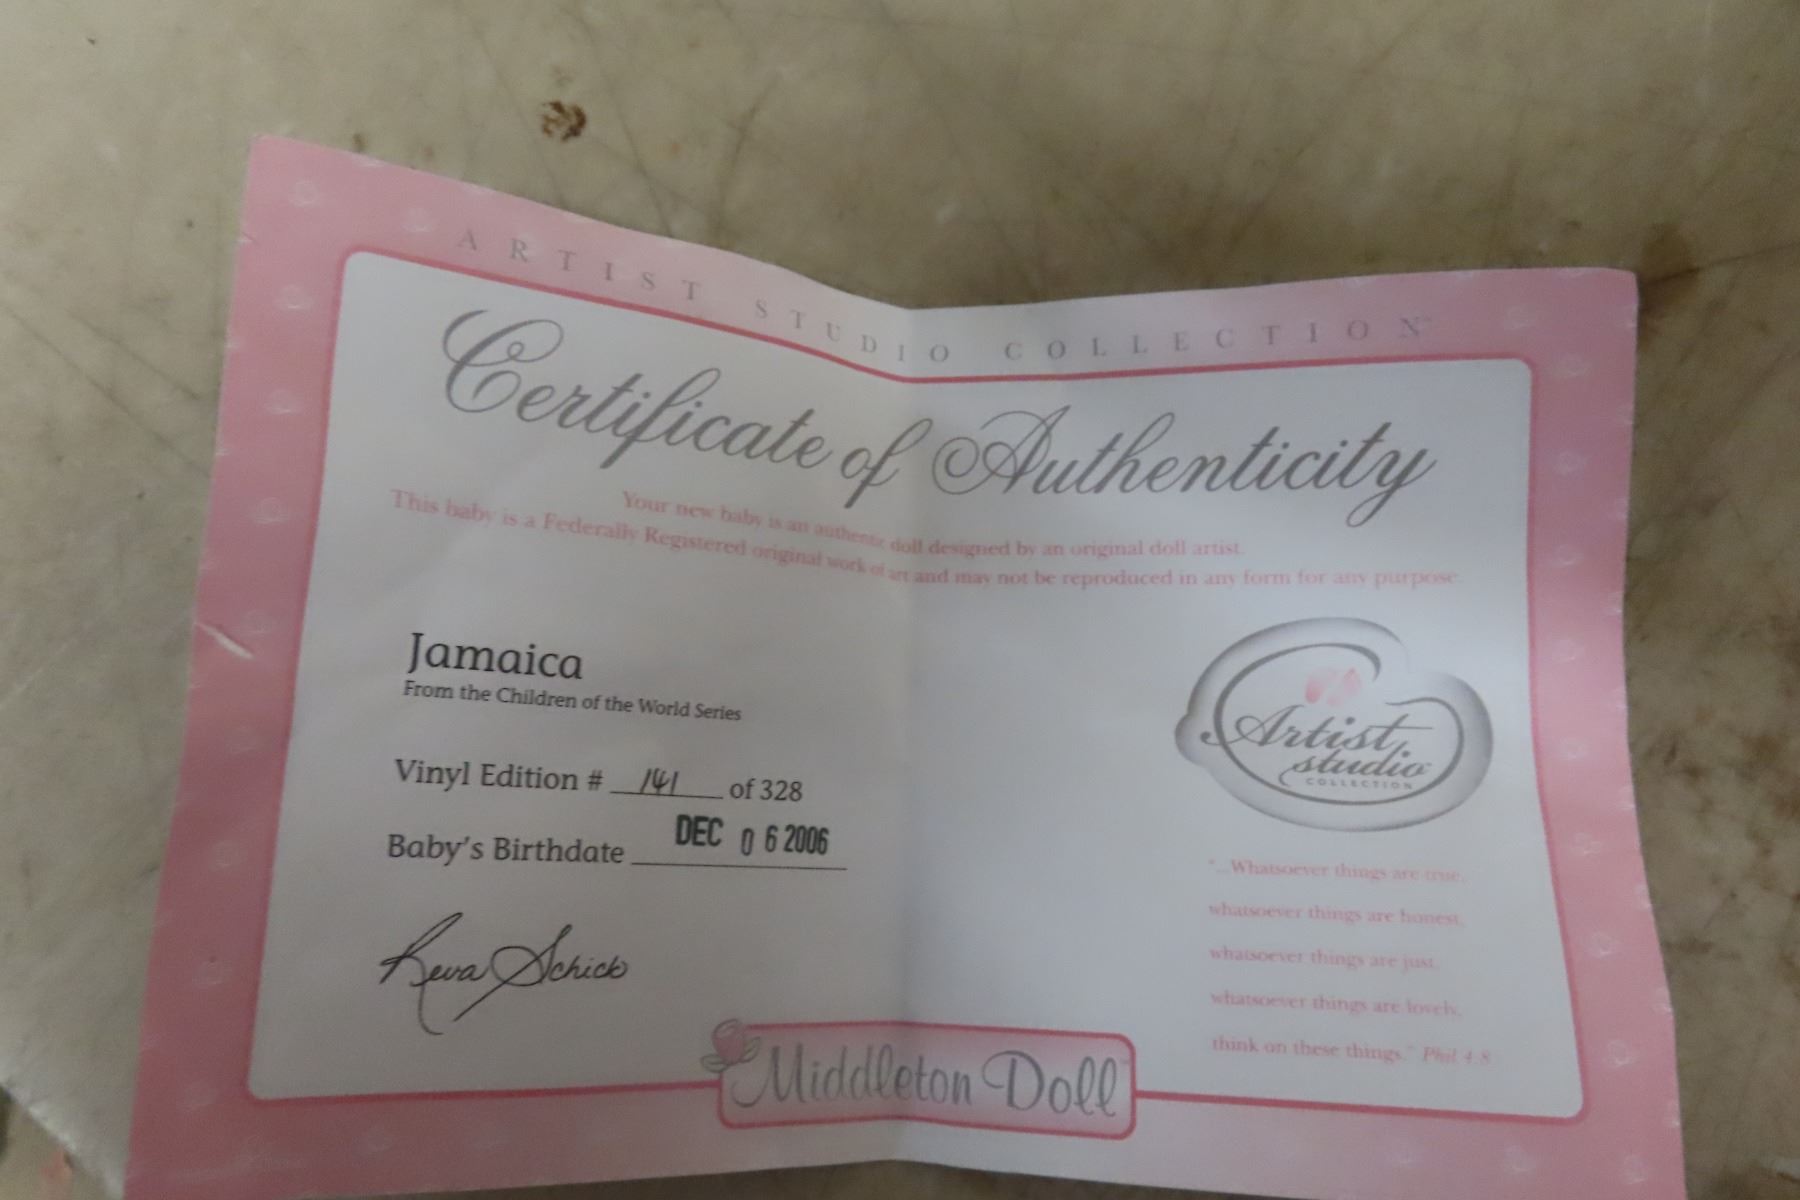 ARTIST STUDIO COLLECTION™
Certificate of Authenticity
Your new baby is an authentic doll designed by an original doll artist.
This baby is a Federally Registered original work of art and may not be reproduced in any form for any purpose.
Jamaica
From the Children of the World Series
Vinyl Edition # 141 of 328
Baby's Birthdate DEC 06 2006
Reva Schick
Artist
studio
COLLECTION
"...Whatsoever things are true,
whatsoever things are honest,
whatsoever things are just,
whatsoever things are lovely,
think on these things." Phil 4:8
Middleton Doll™